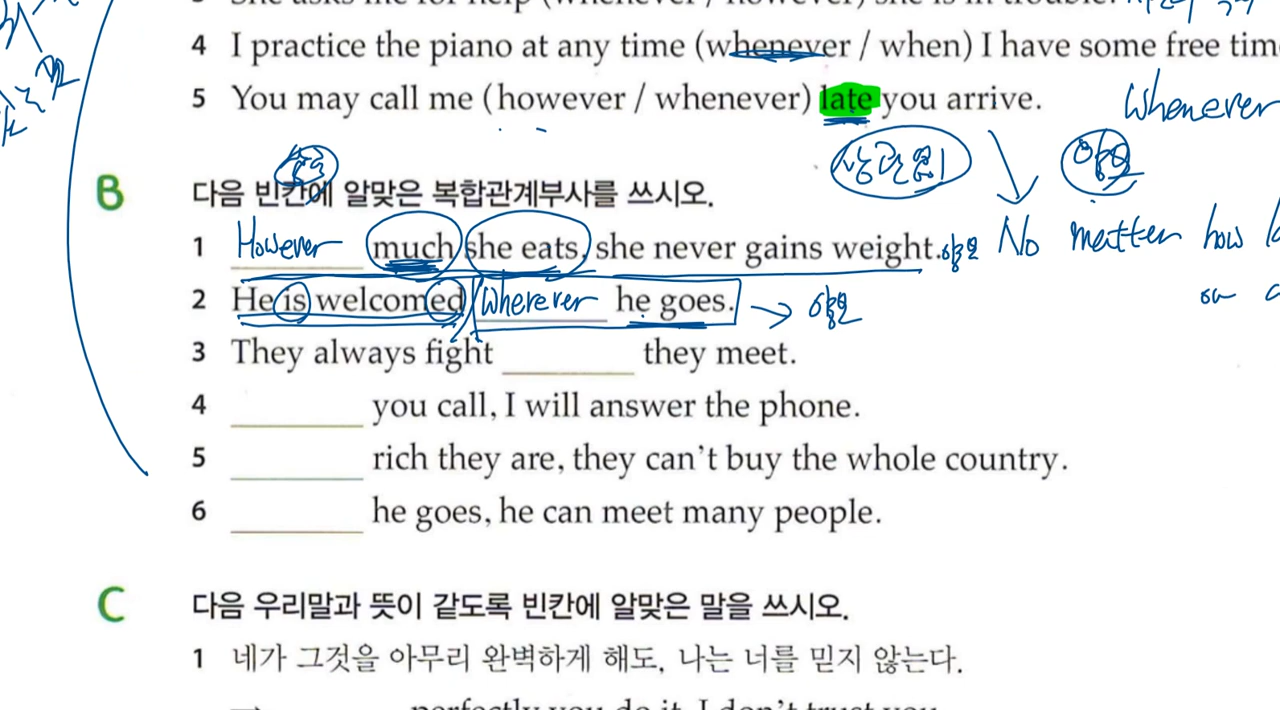 4 I practice the piano at any time (whenever / when) I have some free tim
5 You may call me (however / whenever) late you arrive. Whenever
양보
B 다음 빈칸에 알맞은 복합관계부사를 쓰시오.
1 However much she eats, she never gains weight. 양보 No matter how
2 He is welcomed wherever he goes. → 양보
3 They always fight ________ they meet.
4 ________ you call, I will answer the phone.
5 ________ rich they are, they can't buy the whole country.
6 ________ he goes, he can meet many people.
C 다음 우리말과 뜻이 같도록 빈칸에 알맞은 말을 쓰시오.
1 네가 그것을 아무리 완벽하게 해도, 나는 너를 믿지 않는다.
perfectly you do it, I don't trust you